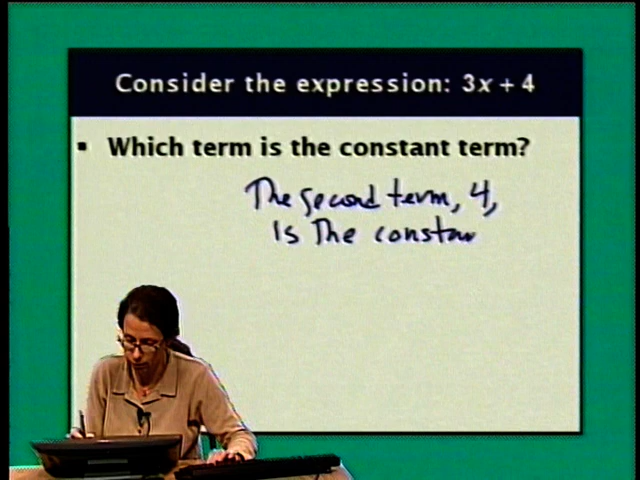 Consider the expression: 3x + 4
▪ Which term is the constant term?
The second term, 4,
is The constan